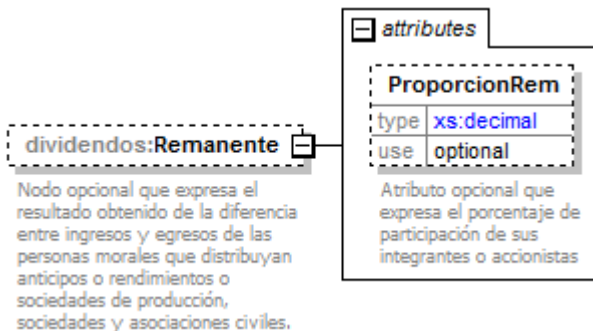 attributes
ProporcionRem
type xs:decimal
use optional
dividendos:Remanente
Nodo opcional que expresa el
resultado obtenido de la diferencia
entre ingresos y egresos de las
personas morales que distribuyan
anticipos o rendimientos o
sociedades de producción,
sociedades y asociaciones civiles.
Atributo opcional que
expresa el porcentaje de
participación de sus
integrantes o accionistas